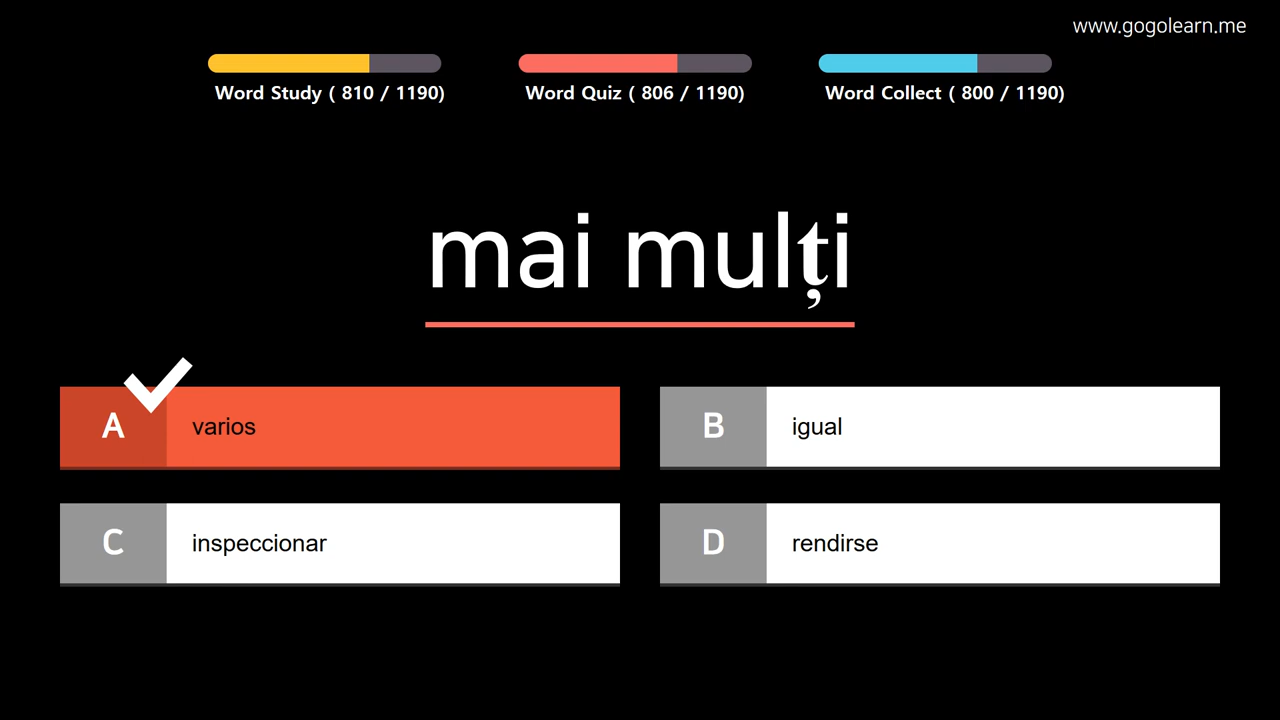 www.gogolearn.me
Word Study ( 810 / 1190)
Word Quiz ( 806 / 1190)
Word Collect ( 800 / 1190)
mai mulți
A varios
B igual
C inspeccionar
D rendirse